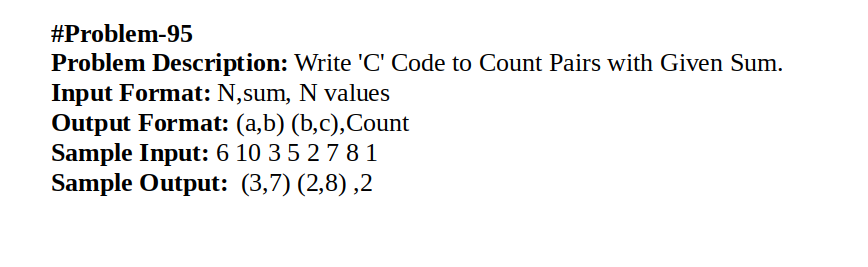 #Problem-95
Problem Description: Write 'C' Code to Count Pairs with Given Sum.
Input Format: N,sum, N values
Output Format: (a,b) (b,c),Count
Sample Input: 6 10 3 5 2 7 8 1
Sample Output: (3,7) (2,8) ,2